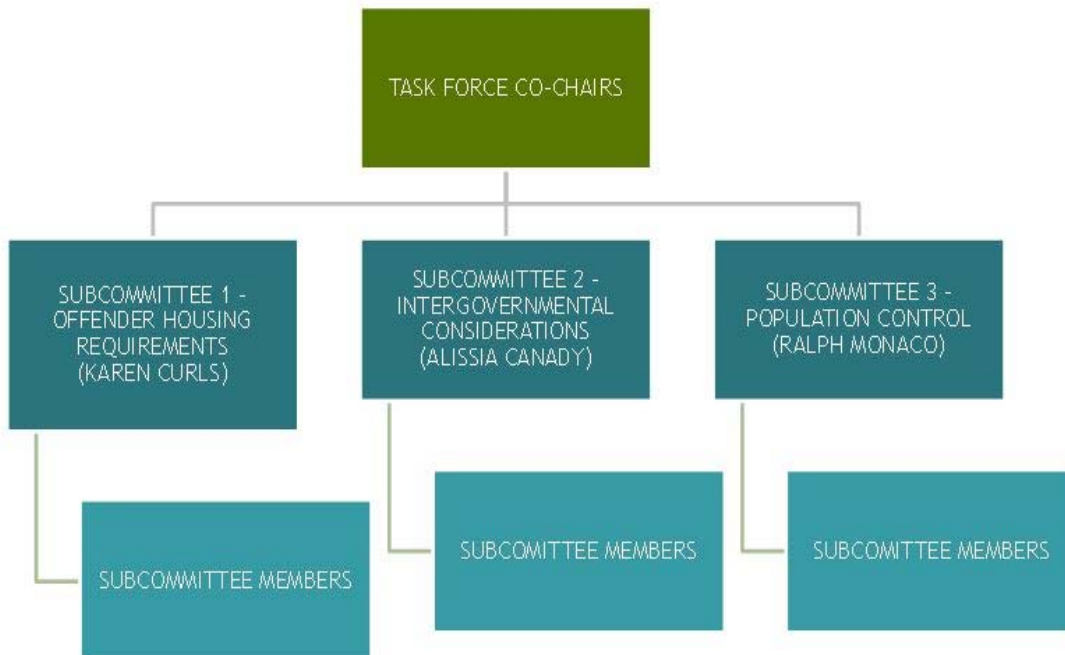 TASK FORCE CO-CHAIRS
SUBCOMMITTEE 1 -
OFFENDER HOUSING
REQUIREMENTS
(KAREN CURLS)
SUBCOMMITTEE 2 -
INTERGOVERNMENTAL
CONSIDERATIONS
(ALISSIA CANADY)
SUBCOMMITTEE 3 -
POPULATION CONTROL
(RALPH MONACO)
SUBCOMMITTEE MEMBERS
SUBCOMITTEE MEMBERS
SUBCOMITTEE MEMBERS